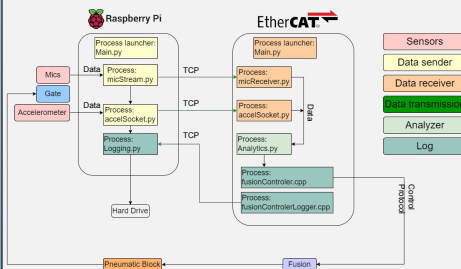 Raspberry Pi
EtherCAT
Process launcher:
Main.py
Process launcher:
Main.py
Sensors
Data sender
Data receiver
Data transmission
Analyzer
Log
Mics
Data
Process:
micStream.py
TCP
Process:
micReceiver.py
Gate
Accelerometer
Data
Process:
accelSocket.py
TCP
Process:
accelSocket.py
Data
Process:
Logging.py
TCP
Process:
Analytics.py
Process:
fusionControler.cpp
Process:
fusionControlerLogger.cpp
Control
Protocol
Hard Drive
Pneumatic Block
Fusion